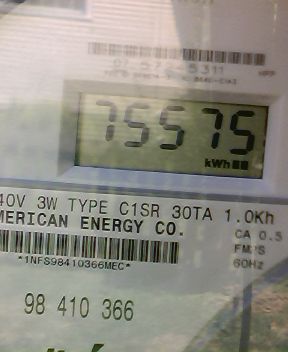 75575
kWh
40V 3W TYPE C1SR 30TA 1.0Kh
MERICAN ENERGY CO.
CA 0.5
60Hz
*1NFS98410366MEC*
98 410 366